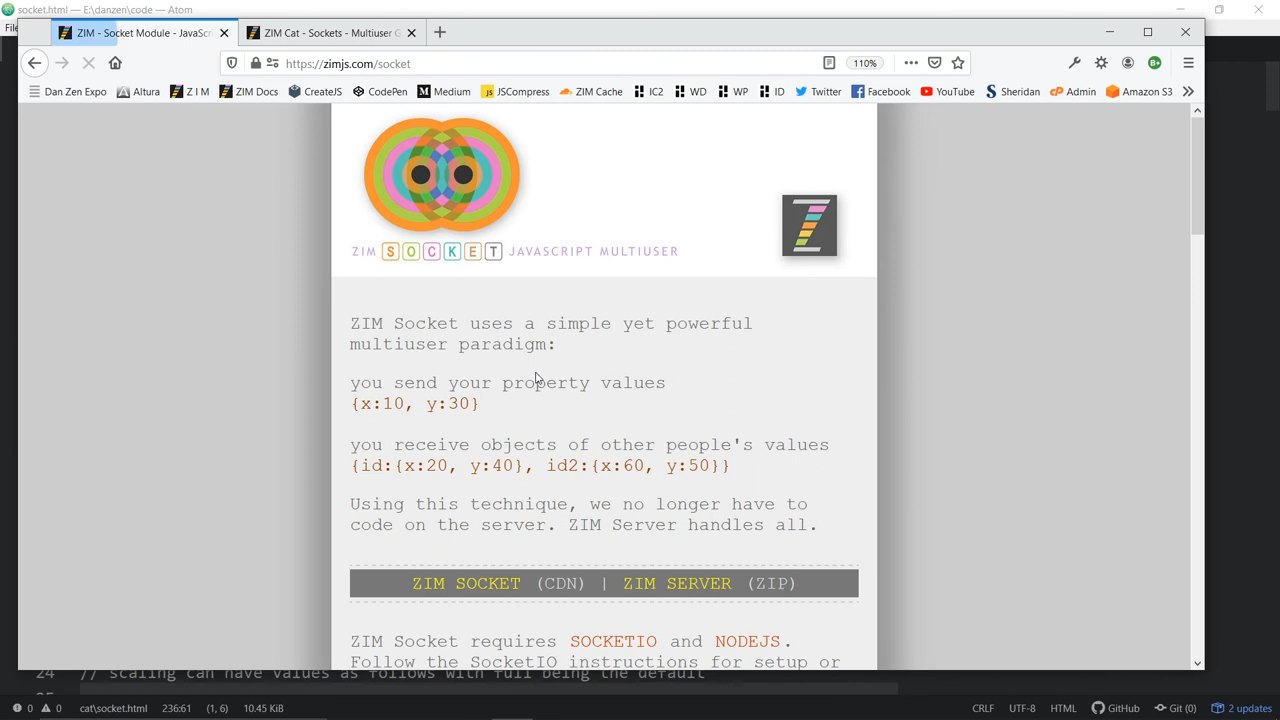 socket.html — E:\danzen\code — Atom
ZIM - Socket Module - JavaScr
ZIM Cat - Sockets - Multiuser G
https://zimjs.com/socket
110%
Dan Zen Expo
Altura
Z I M
ZIM Docs
CreateJS
CodePen
Medium
JSCompress
ZIM Cache
IC2
WD
WP
ID
Twitter
Facebook
YouTube
Sheridan
Admin
Amazon S3
ZIM SOCKET JAVASCRIPT MULTIUSER
ZIM Socket uses a simple yet powerful
multiuser paradigm:
you send your property values
{x:10, y:30}
you receive objects of other people's values
{id:{x:20, y:40}, id2:{x:60, y:50}}
Using this technique, we no longer have to
code on the server. ZIM Server handles all.
ZIM SOCKET (CDN) | ZIM SERVER (ZIP)
ZIM Socket requires SOCKETIO and NODEJS.
Follow the SocketIO instructions for setup or
24 // scaling can have values as follows with full being the default
0 0 cat\socket.html 236:61 (1, 6) 10.45 KiB CRLF UTF-8 HTML GitHub Git (0) 2 updates